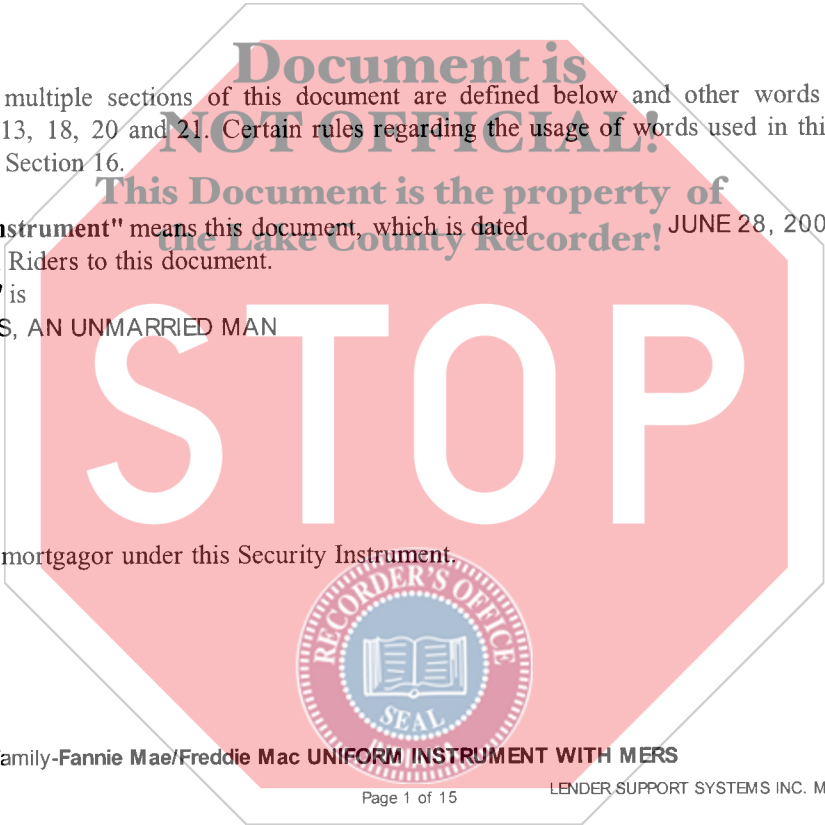 Document is
multiple sections of this document are defined below and other words
13, 18, 20 and 21. Certain rules regarding the usage of words used in thi
NOT OFFICIAL!
Section 16.
This Document is the property of
nstrument" means this document, which is dated JUNE 28, 200
the Lake County Recorder!
Riders to this document.
" is
S, AN UNMARRIED MAN
STOP
mortgagor under this Security Instrument.
RECORDER'S OFFICE
SEAL
amily-Fannie Mae/Freddie Mac UNIFORM INSTRUMENT WITH MERS
Page 1 of 15
LENDER SUPPORT SYSTEMS INC. M